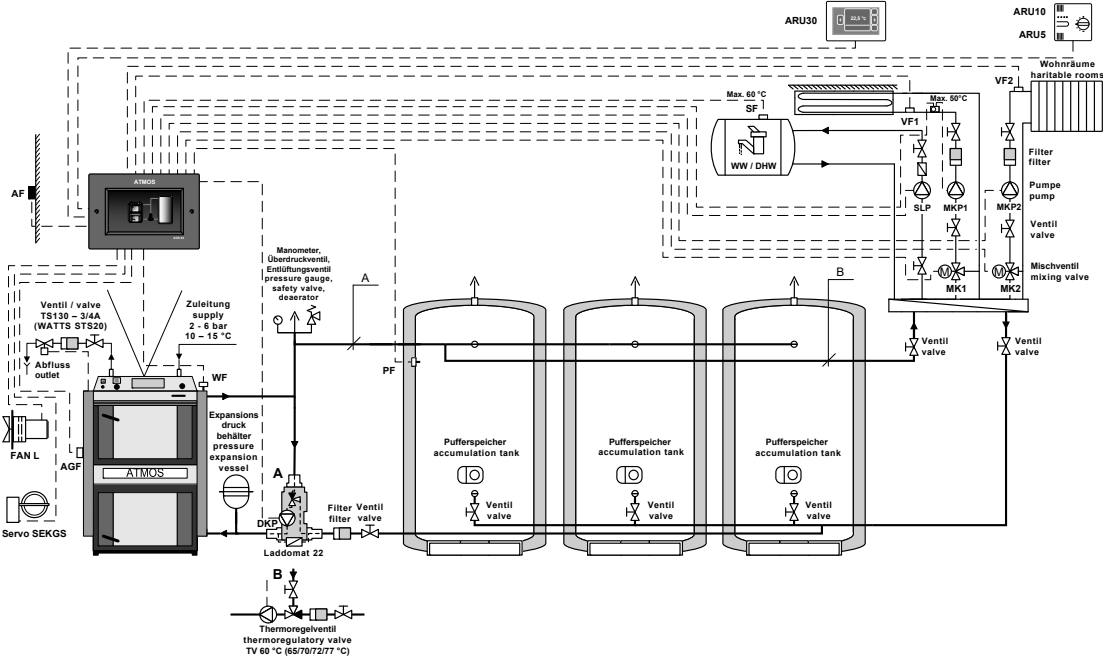 ARU30
22,5 °C
ARU10
ARU5
Wohnräume
haritable rooms
VF2
Max. 60 °C
SF
Max. 50°C
VF1
WW / DHW
Filter
filter
Pumpe
pump
SLP
MKP1
MKP2
Ventil
valve
Mischventil
mixing valve
M
M
MK1
MK2
AF
ATMOS
Manometer,
Überdruckventil,
Entlüftungsventil
pressure gauge,
safety valve,
deaerator
A
B
Ventil / valve
TS130 – 3/4A
(WATTS STS20)
Zuleitung
supply
2 - 6 bar
10 – 15 °C
Abfluss
outlet
WF
PF
Ventil
valve
Ventil
valve
Expansions
druck
behälter
pressure
expansion
vessel
FAN L
AGF
ATMOS
Servo SEKGS
A
DKP
Laddomat 22
Filter
filter
Ventil
valve
Pufferspeicher
accumulation tank
Pufferspeicher
accumulation tank
Pufferspeicher
accumulation tank
Ventil
valve
Ventil
valve
Ventil
valve
B
Thermoregelventil
thermoregulatory valve
TV 60 °C (65/70/72/77 °C)